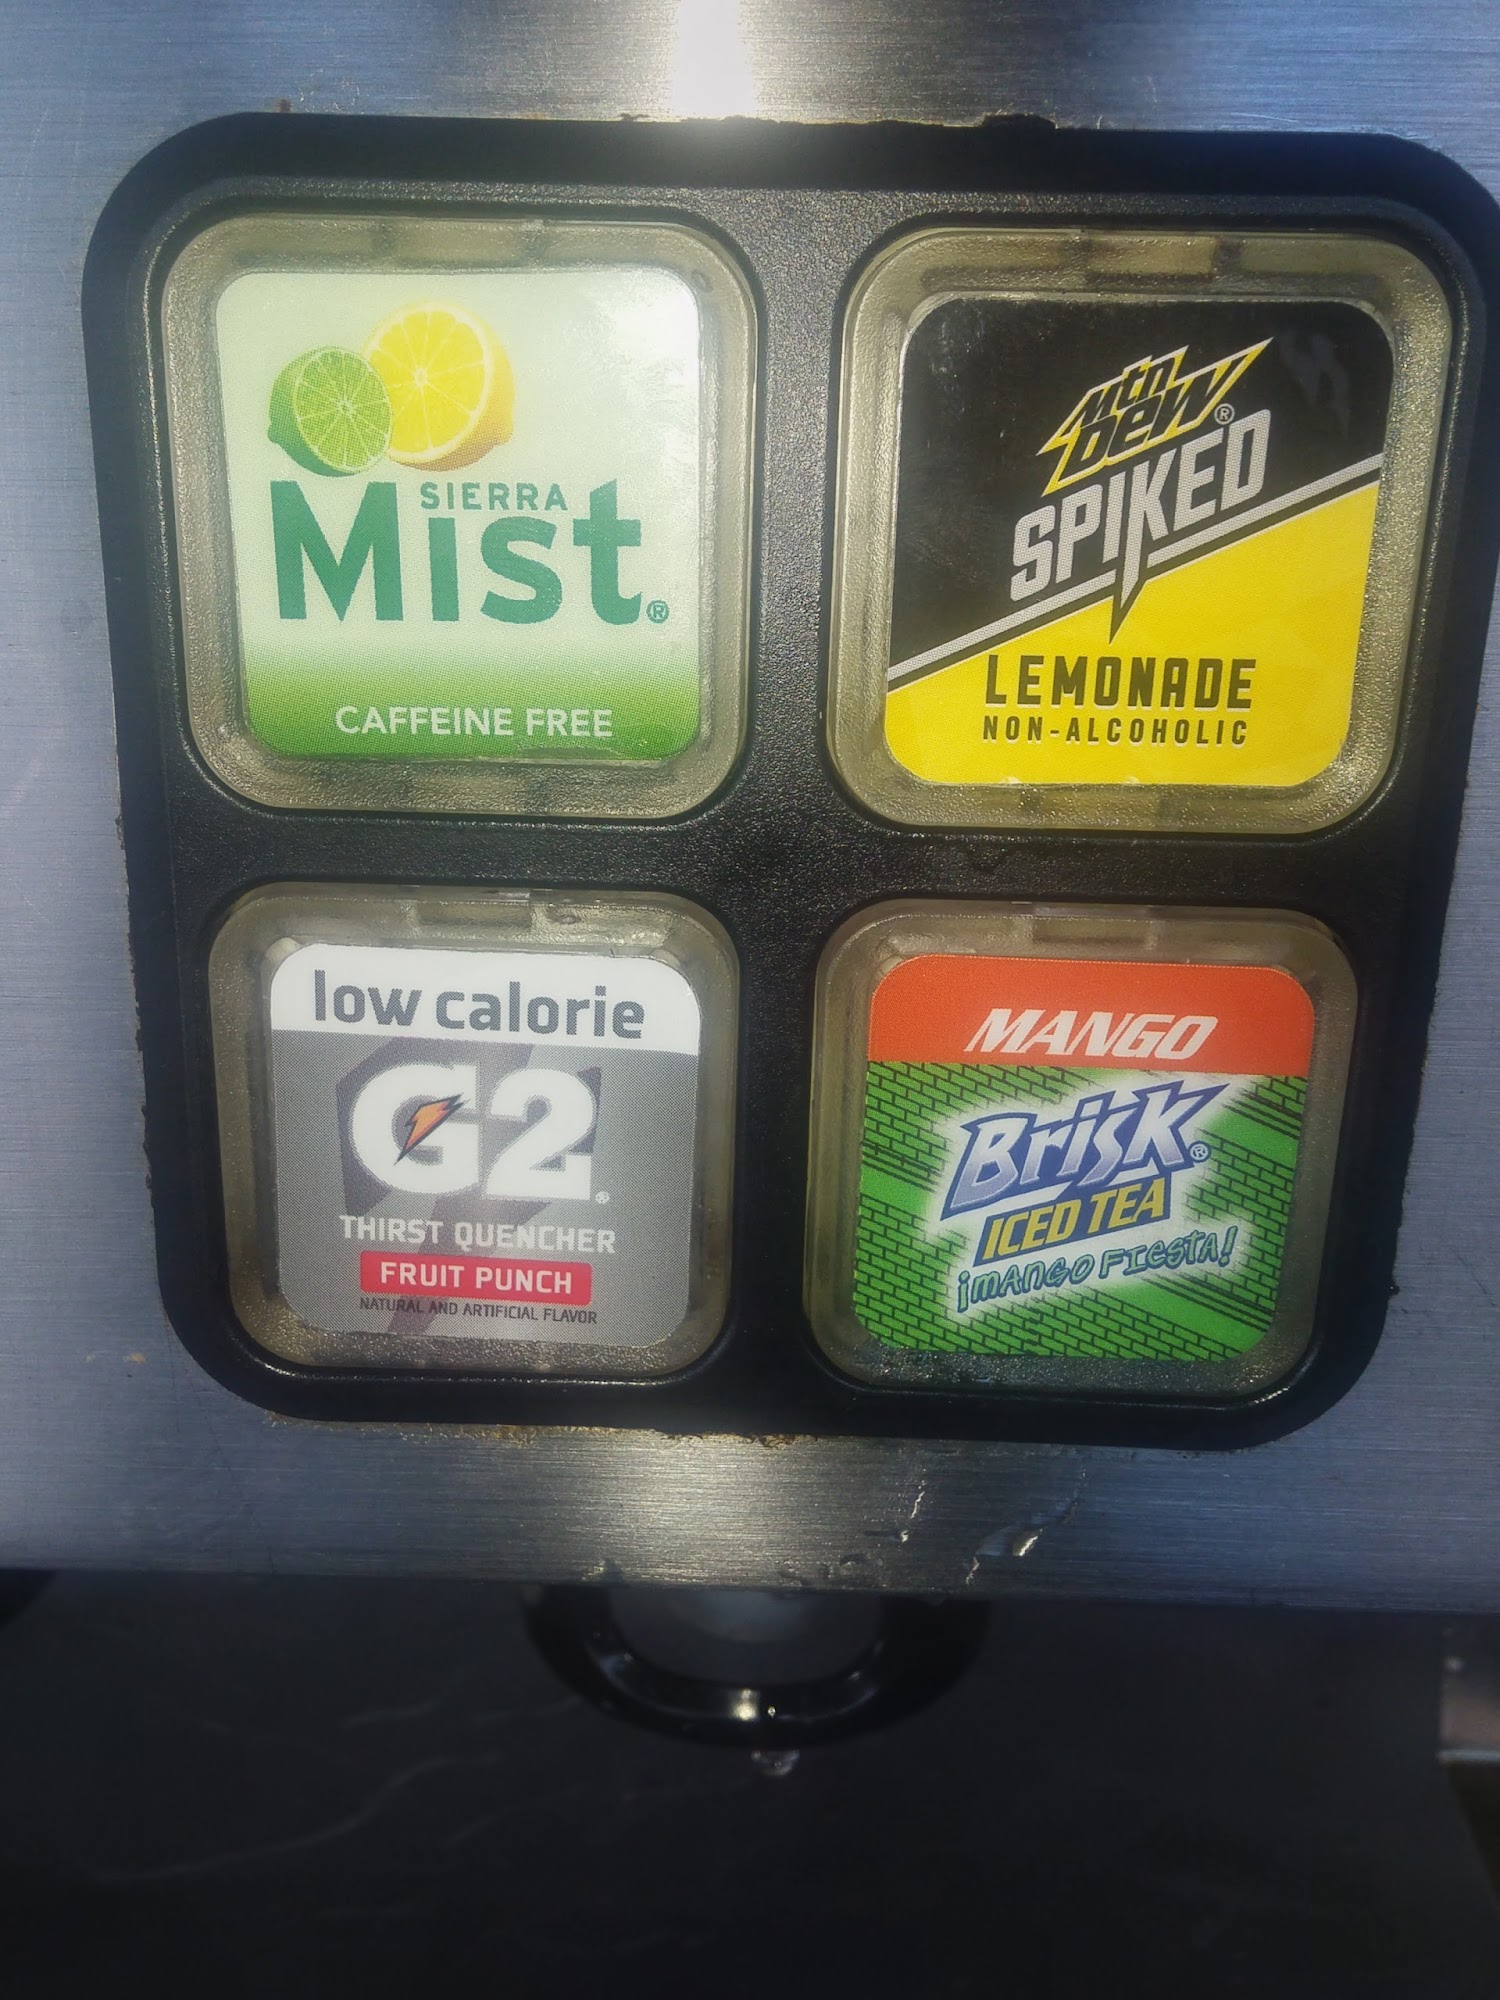 SIERRA
Mist®
CAFFEINE FREE
mtn
DEW®
SPIKED
LEMONADE
NON-ALCOHOLIC
low calorie
G2®
THIRST QUENCHER
FRUIT PUNCH
NATURAL AND ARTIFICIAL FLAVOR
MANGO
Brisk®
ICED TEA
¡MANGO FIESTA!